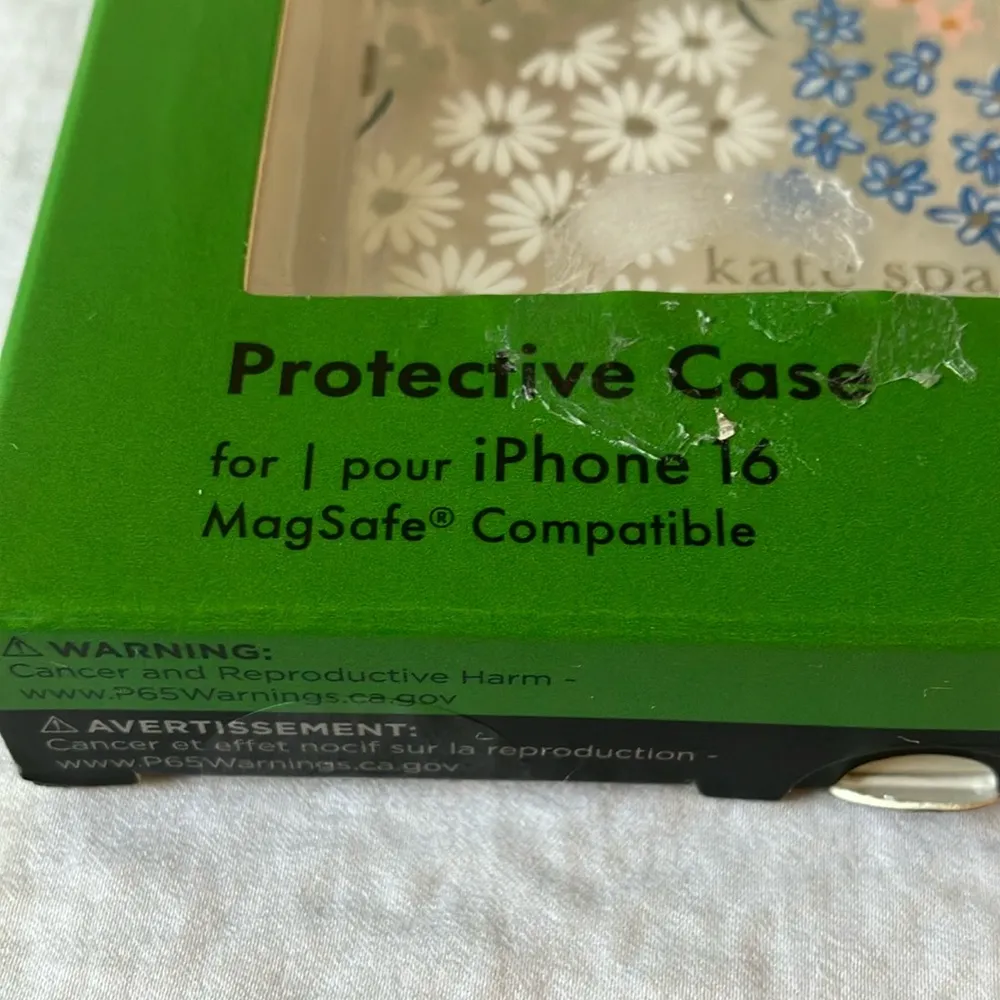 kate spa
Protective Case
for | pour iPhone 16
MagSafe® Compatible
WARNING:
Cancer and Reproductive Harm -
www.P65Warnings.ca.gov
AVERTISSEMENT:
Cancer et effet nocif sur la reproduction -
www.P65Warnings.ca.gov